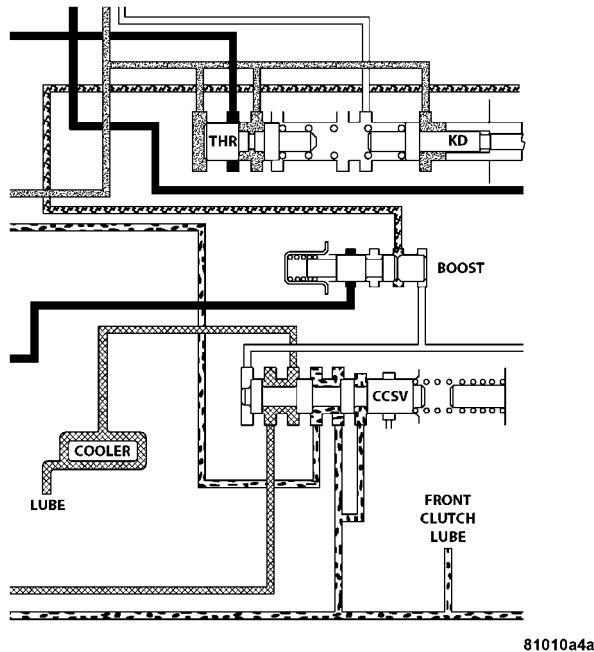 THR
KD
BOOST
CCSV
COOLER
LUBE
FRONT
CLUTCH
LUBE
81010a4a